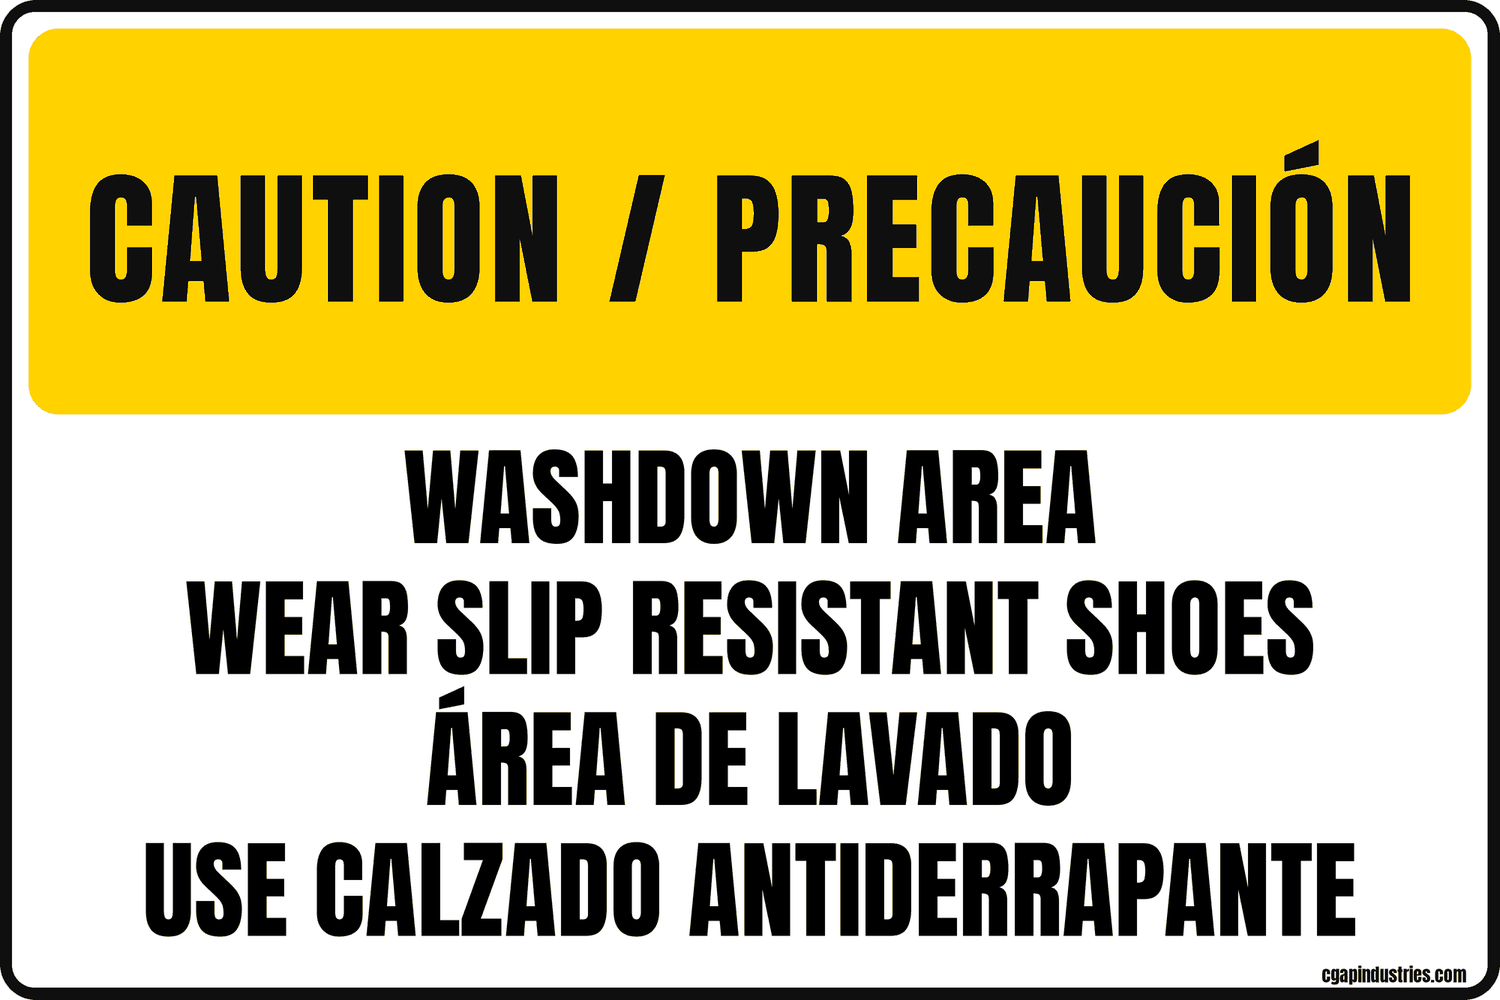 CAUTION / PRECAUCIÓN
WASHDOWN AREA
WEAR SLIP RESISTANT SHOES
ÁREA DE LAVADO
USE CALZADO ANTIDERRAPANTE
cgapindustries.com